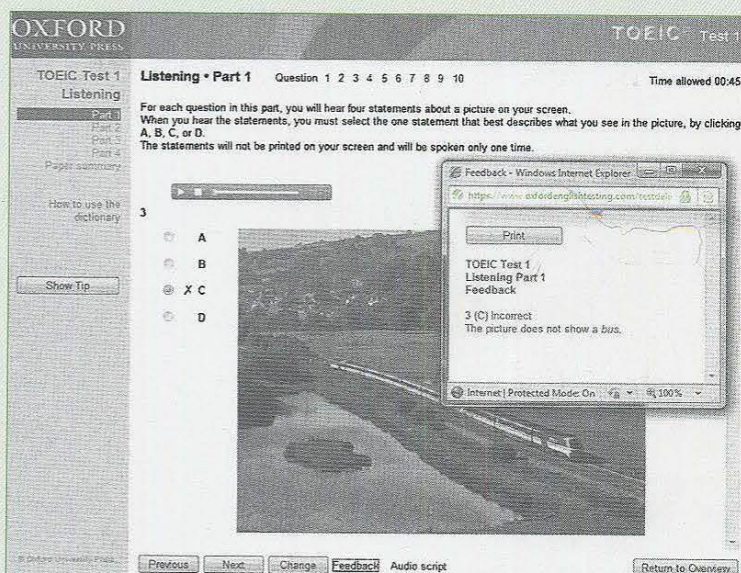 OXFORD
UNIVERSITY PRESS
TOEIC Test 1
TOEIC Test 1
Listening
Part 1
Part 2
Part 3
Part 4
Paper summary
How to use the
dictionary
Show Tip
Listening • Part 1 Question 1 2 3 4 5 6 7 8 9 10
Time allowed 00:45
For each question in this part, you will hear four statements about a picture on your screen.
When you hear the statements, you must select the one statement that best describes what you see in the picture, by clicking
A, B, C, or D.
The statements will not be printed on your screen and will be spoken only one time.
3
A
B
X C
D
Feedback - Windows Internet Explorer
https://www.oxfordenglishtesting.com/
Print
TOEIC Test 1
Listening Part 1
Feedback
3 (C) Incorrect
The picture does not show a bus.
Internet | Protected Mode: On 100%
© Oxford University Press
Previous Next Change Feedback Audio script
Return to Overview